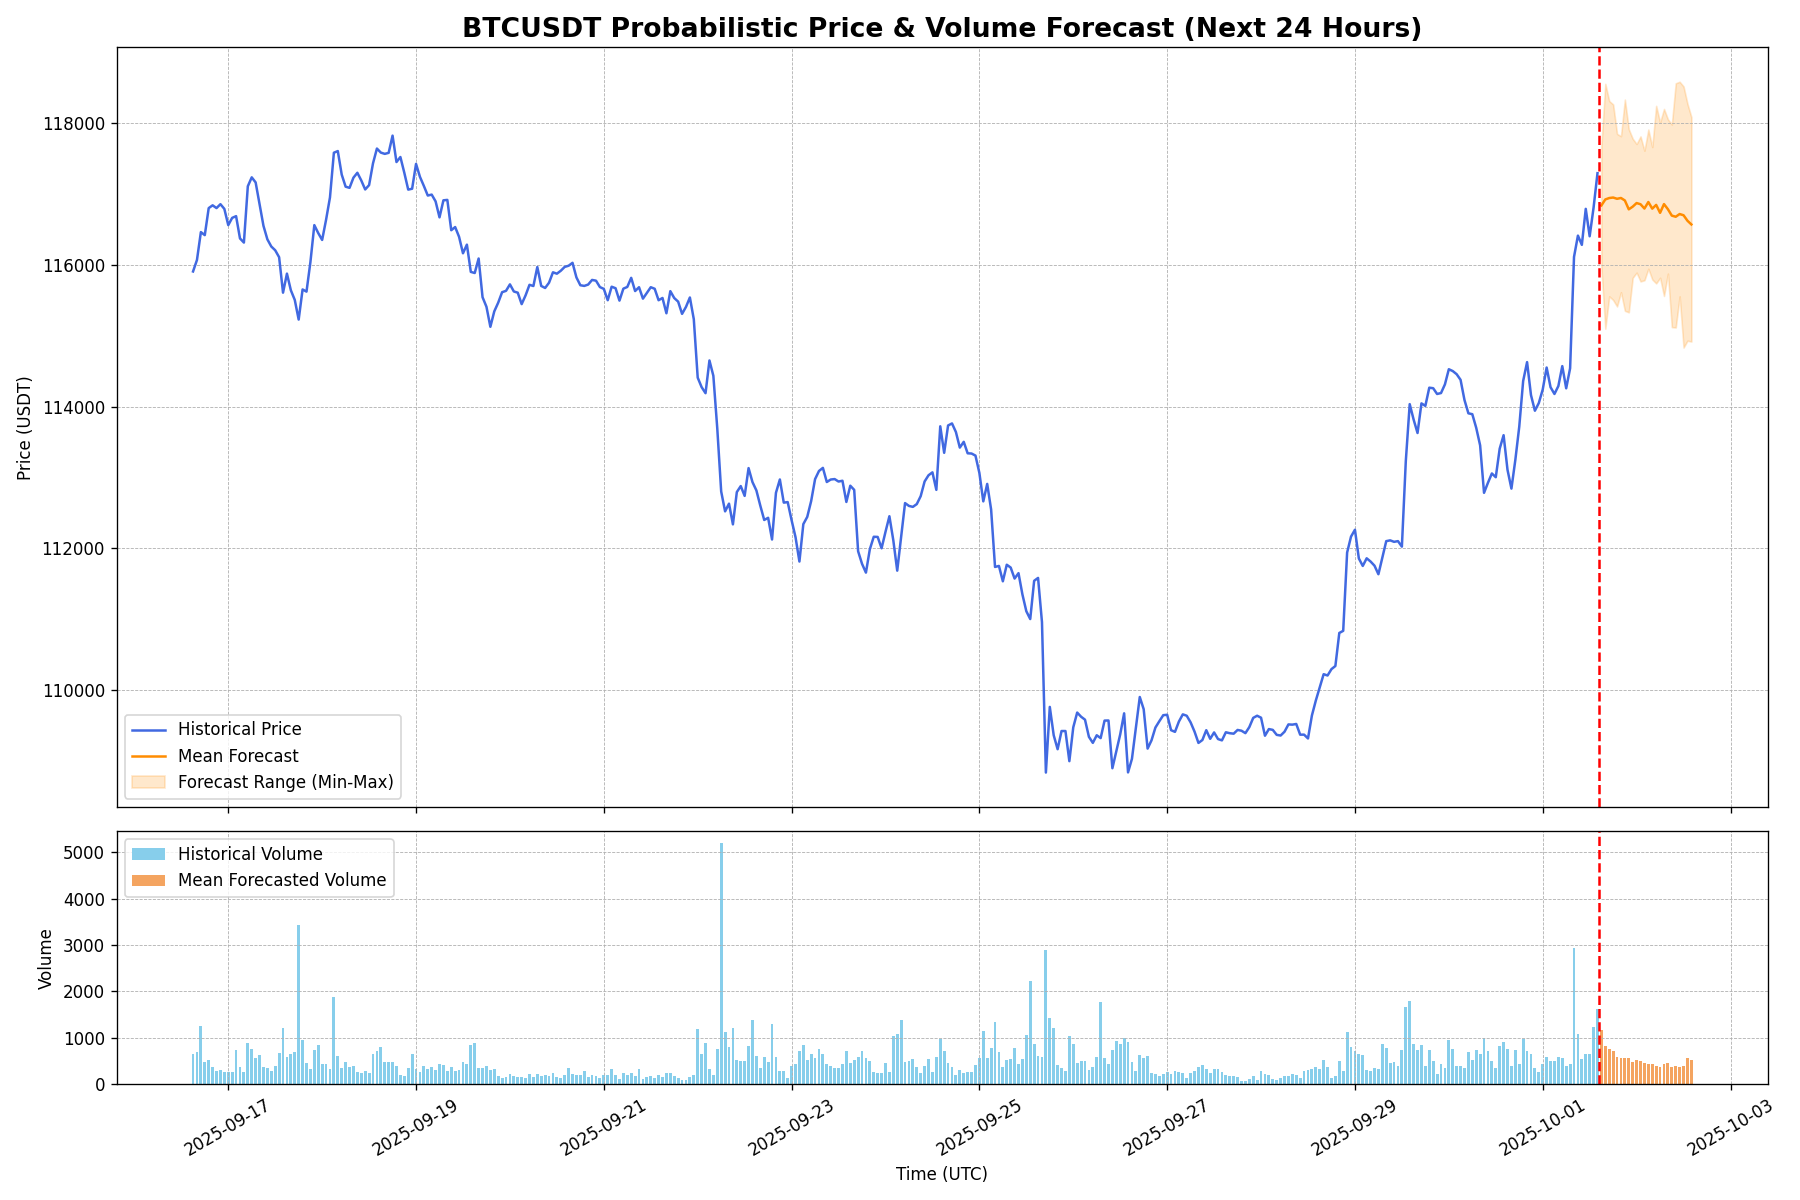 BTCUSDT Probabilistic Price & Volume Forecast (Next 24 Hours)
Price (USDT)
118000
116000
114000
112000
110000
Historical Price
Mean Forecast
Forecast Range (Min-Max)
Volume
5000
4000
3000
2000
1000
0
Historical Volume
Mean Forecasted Volume
2025-09-17
2025-09-19
2025-09-21
2025-09-23
2025-09-25
2025-09-27
2025-09-29
2025-10-01
2025-10-03
Time (UTC)